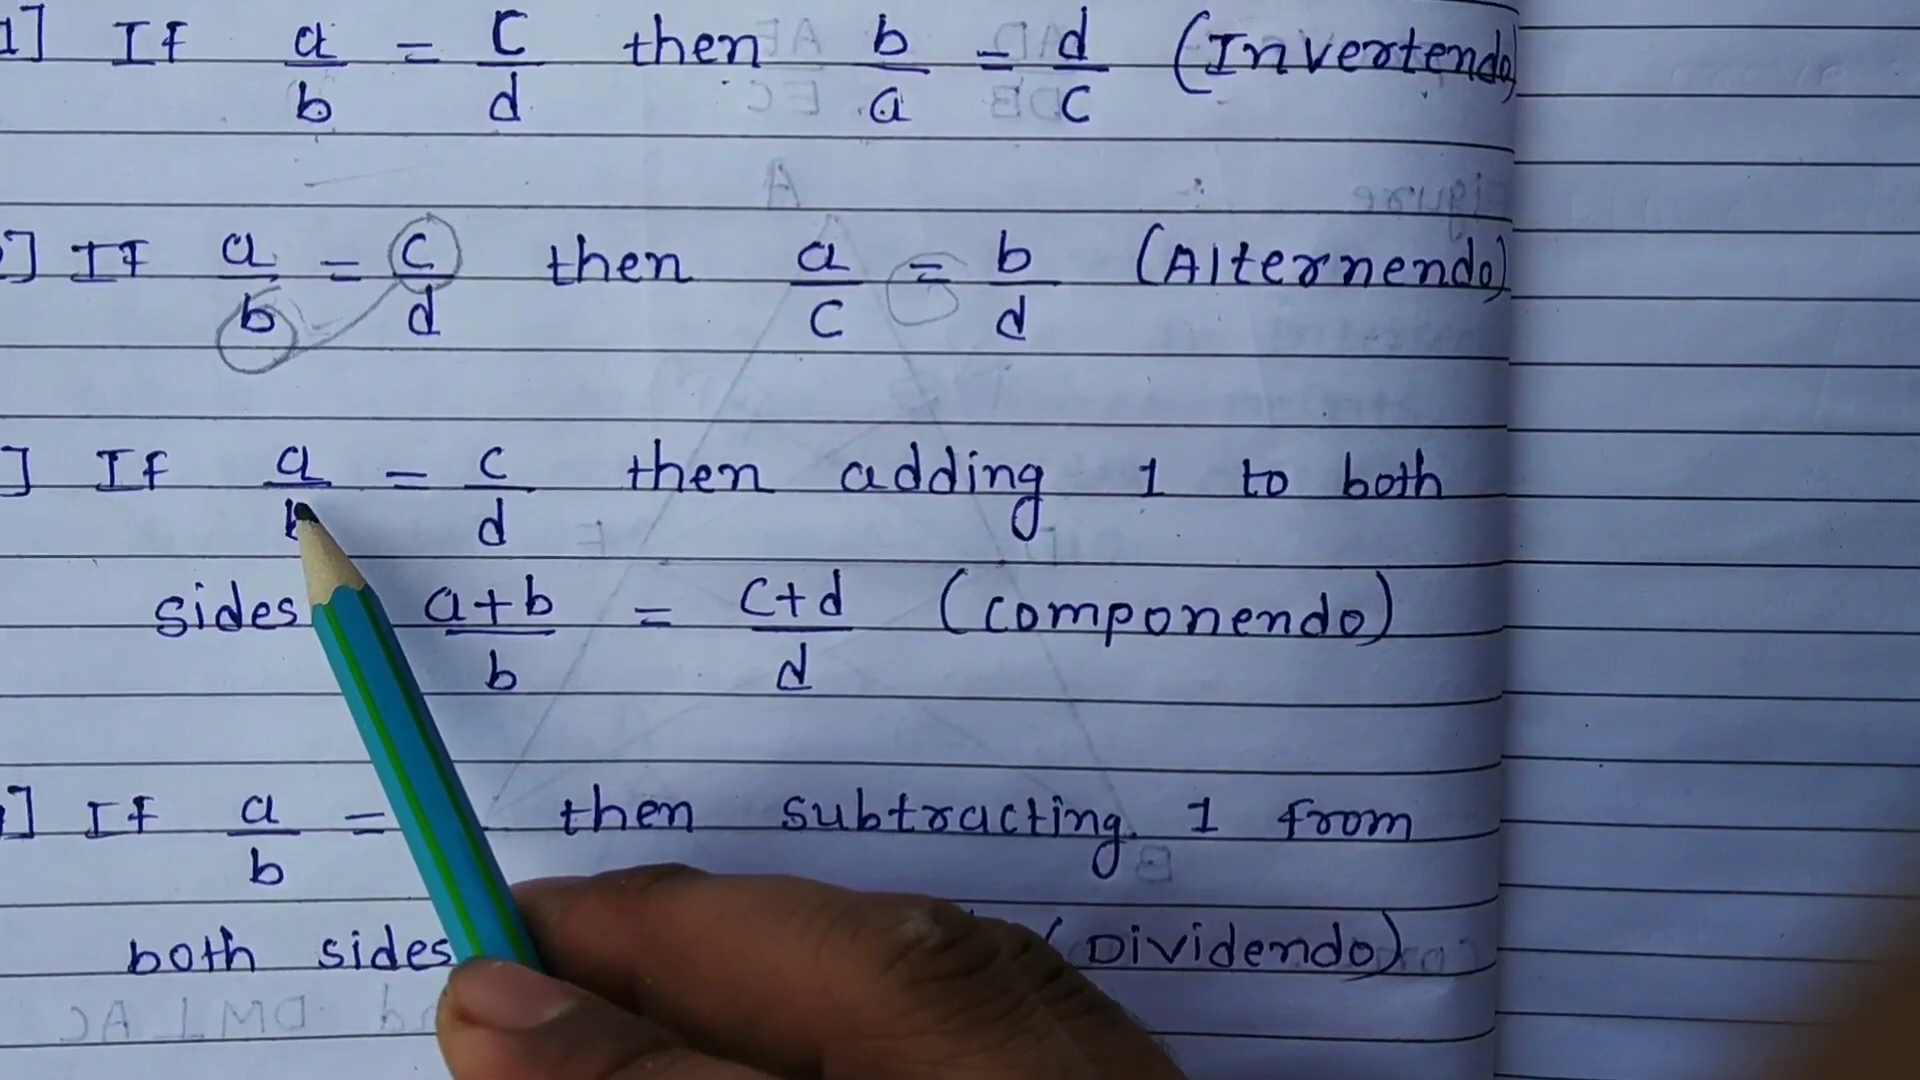 1] If a/b = c/d then b/a = d/c (Invertendo)
] If a/b = c/d then a/c = b/d (Alternendo)
] If a/b = c/d then adding 1 to both
sides a+b/b = c+d/d (componendo)
] If a/b = then subtracting 1 from
both sides (Dividendo)